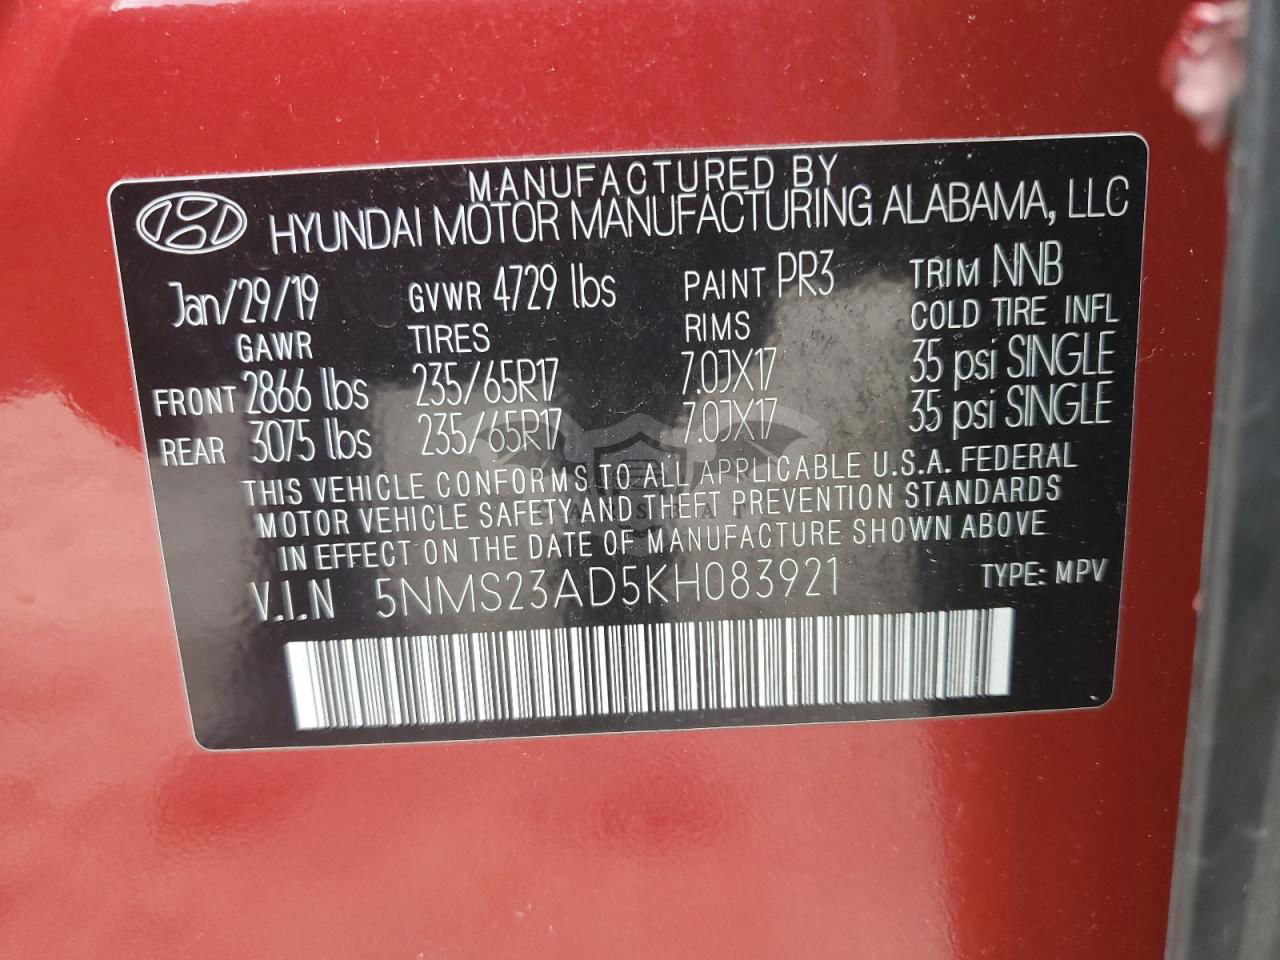 MANUFACTURED BY
HYUNDAI MOTOR MANUFACTURING ALABAMA, LLC
Jan/29/19 GVWR 4729 lbs PAINT PR3 TRIM NNB
GAWR TIRES RIMS COLD TIRE INFL
FRONT 2866 lbs 235/65R17 7.0JX17 35 psi SINGLE
REAR 3075 lbs 235/65R17 7.0JX17 35 psi SINGLE
THIS VEHICLE CONFORMS TO ALL APPLICABLE U.S.A. FEDERAL
MOTOR VEHICLE SAFETY AND THEFT PREVENTION STANDARDS
IN EFFECT ON THE DATE OF MANUFACTURE SHOWN ABOVE
V.I.N 5NMS23AD5KH083921 TYPE: MPV